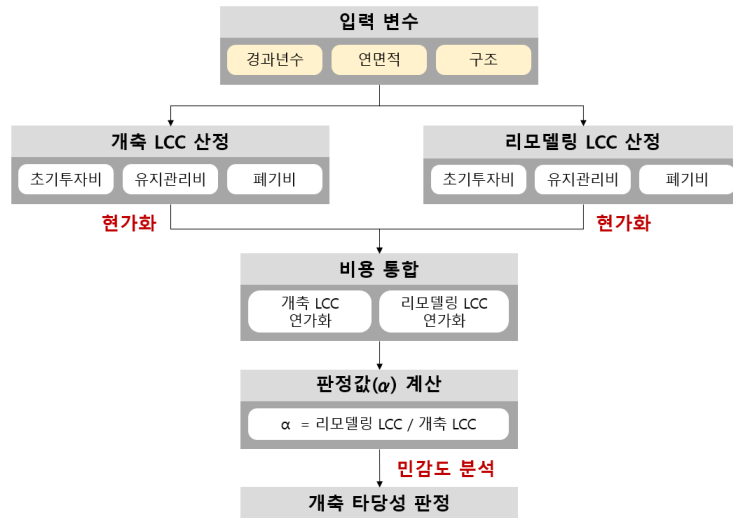 입력 변수
경과년수 연면적 구조
개축 LCC 산정
초기투자비 유지관리비 폐기비
리모델링 LCC 산정
초기투자비 유지관리비 폐기비
현가화
현가화
비용 통합
개축 LCC
연가화
리모델링 LCC
연가화
판정값(α) 계산
α = 리모델링 LCC / 개축 LCC
민감도 분석
개축 타당성 판정